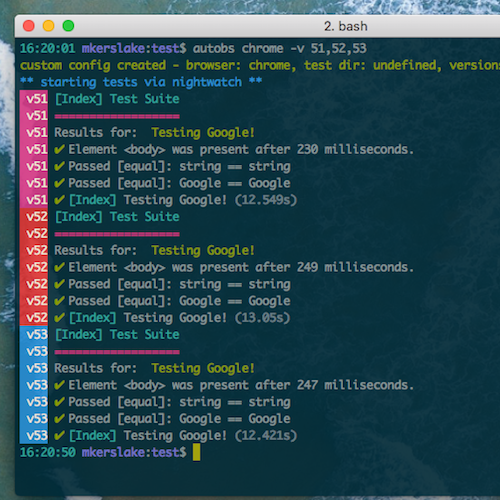 2. bash
16:20:01 mkerslake:test$ autobs chrome -v 51,52,53
custom config created - browser: chrome, test dir: undefined, version
** starting tests via nightwatch **
v51 [Index] Test Suite
v51 ==================
v51 Results for:  Testing Google!
v51 ✔ Element <body> was present after 230 milliseconds.
v51 ✔ Passed [equal]: string == string
v51 ✔ Passed [equal]: Google == Google
v51 ✔ [Index] Testing Google! (12.549s)
v52 [Index] Test Suite
v52 ==================
v52 Results for:  Testing Google!
v52 ✔ Element <body> was present after 249 milliseconds.
v52 ✔ Passed [equal]: string == string
v52 ✔ Passed [equal]: Google == Google
v52 ✔ [Index] Testing Google! (13.05s)
v53 [Index] Test Suite
v53 ==================
v53 Results for:  Testing Google!
v53 ✔ Element <body> was present after 247 milliseconds.
v53 ✔ Passed [equal]: string == string
v53 ✔ Passed [equal]: Google == Google
v53 ✔ [Index] Testing Google! (12.421s)
16:20:50 mkerslake:test$